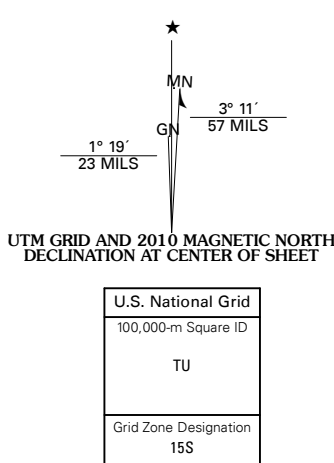 ★
MN
3° 11´
57 MILS
GN
1° 19´
23 MILS
UTM GRID AND 2010 MAGNETIC NORTH
DECLINATION AT CENTER OF SHEET
U.S. National Grid
100,000-m Square ID
TU
Grid Zone Designation
15S